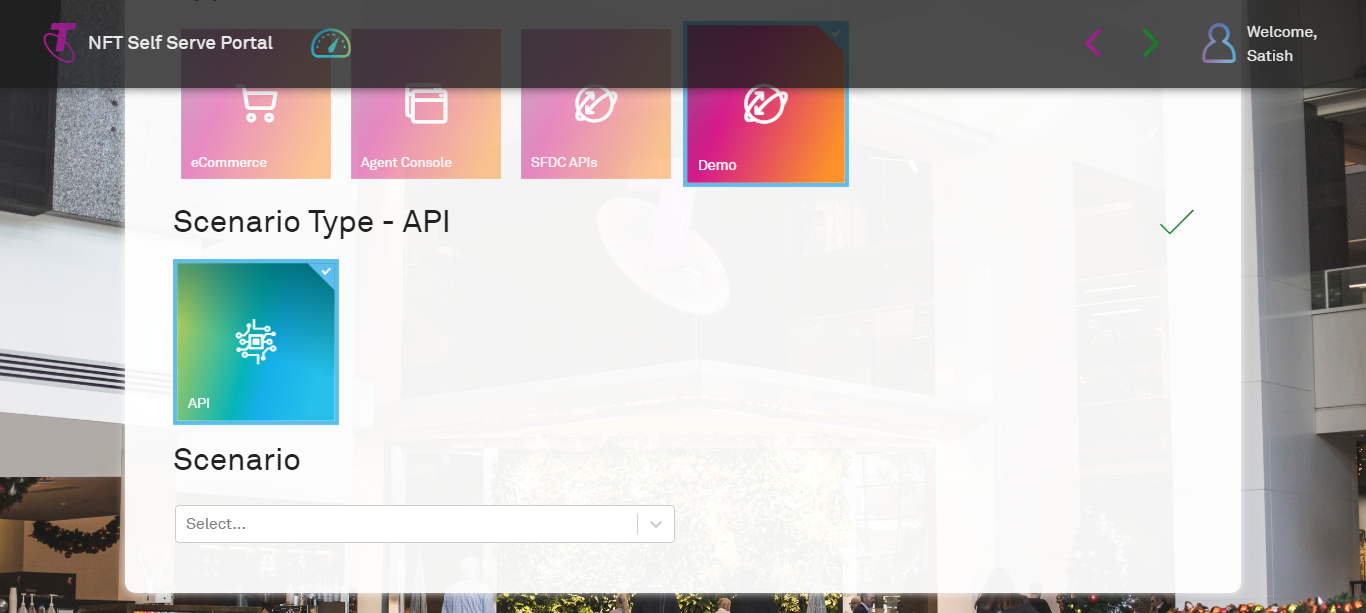 NFT Self Serve Portal
Welcome,
Satish
eCommerce
Agent Console
SFDC APIs
Demo
Scenario Type - API
API
Scenario
Select...